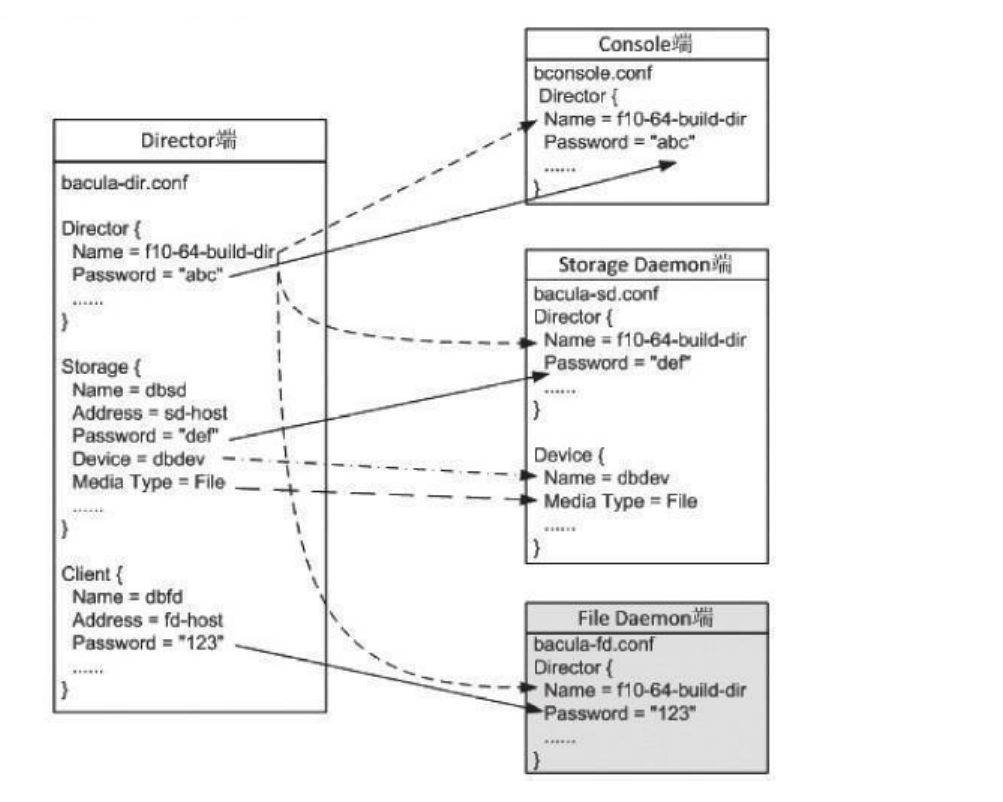 Director端
bacula-dir.conf
Director {
Name = f10-64-build-dir
Password = "abc"
......
}
Storage {
Name = dbsd
Address = sd-host
Password = "def"
Device = dbdev
Media Type = File
......
}
Client {
Name = dbfd
Address = fd-host
Password = "123"
......
}
Console端
bconsole.conf
Director {
Name = f10-64-build-dir
Password = "abc"
......
}
Storage Daemon端
bacula-sd.conf
Director {
Name = f10-64-build-dir
Password = "def"
......
}
Device {
Name = dbdev
Media Type = File
......
}
File Daemon端
bacula-fd.conf
Director {
Name = f10-64-build-dir
Password = "123"
......
}